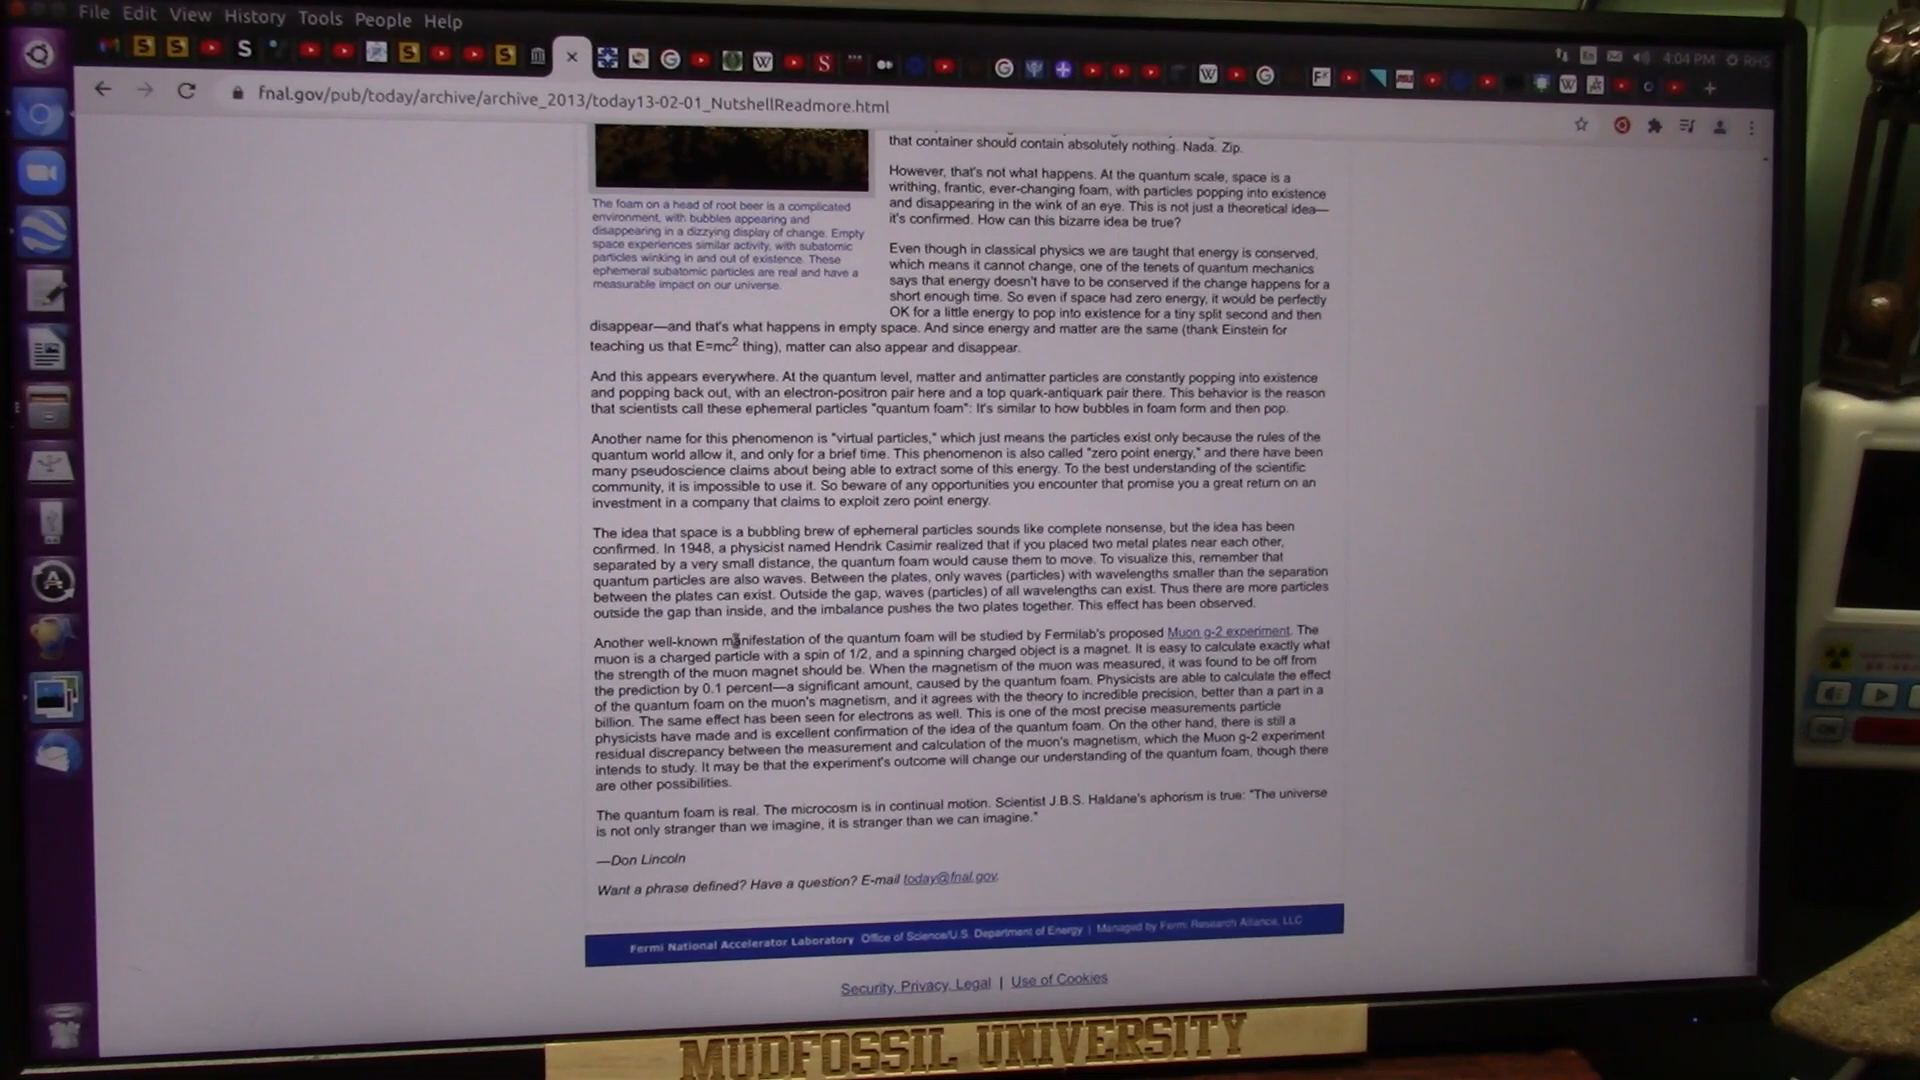 File Edit View History Tools People Help
4:04 PM RHS
fnal.gov/pub/today/archive/archive_2013/today13-02-01_NutshellReadmore.html
that container should contain absolutely nothing. Nada. Zip.
However, that's not what happens. At the quantum scale, space is a
writhing, frantic, ever-changing foam, with particles popping into existence
and disappearing in the wink of an eye. This is not just a theoretical idea—
it's confirmed. How can this bizarre idea be true?
The foam on a head of root beer is a complicated
environment, with bubbles appearing and
disappearing in a dizzying display of change. Empty
space experiences similar activity, with subatomic
particles winking in and out of existence. These
ephemeral subatomic particles are real and have a
measurable impact on our universe.
Even though in classical physics we are taught that energy is conserved,
which means it cannot change, one of the tenets of quantum mechanics
says that energy doesn't have to be conserved if the change happens for a
short enough time. So even if space had zero energy, it would be perfectly
OK for a little energy to pop into existence for a tiny split second and then
disappear—and that's what happens in empty space. And since energy and matter are the same (thank Einstein for
teaching us that E=mc2 thing), matter can also appear and disappear.
And this appears everywhere. At the quantum level, matter and antimatter particles are constantly popping into existence
and popping back out, with an electron-positron pair here and a top quark-antiquark pair there. This behavior is the reason
that scientists call these ephemeral particles "quantum foam": It's similar to how bubbles in foam form and then pop.
Another name for this phenomenon is "virtual particles," which just means the particles exist only because the rules of the
quantum world allow it, and only for a brief time. This phenomenon is also called "zero point energy," and there have been
many pseudoscience claims about being able to extract some of this energy. To the best understanding of the scientific
community, it is impossible to use it. So beware of any opportunities you encounter that promise you a great return on an
investment in a company that claims to exploit zero point energy.
The idea that space is a bubbling brew of ephemeral particles sounds like complete nonsense, but the idea has been
confirmed. In 1948, a physicist named Hendrik Casimir realized that if you placed two metal plates near each other,
separated by a very small distance, the quantum foam would cause them to move. To visualize this, remember that
quantum particles are also waves. Between the plates, only waves (particles) with wavelengths smaller than the separation
between the plates can exist. Outside the gap, waves (particles) of all wavelengths can exist. Thus there are more particles
outside the gap than inside, and the imbalance pushes the two plates together. This effect has been observed.
Another well-known manifestation of the quantum foam will be studied by Fermilab's proposed Muon g-2 experiment. The
muon is a charged particle with a spin of 1/2, and a spinning charged object is a magnet. It is easy to calculate exactly what
the strength of the muon magnet should be. When the magnetism of the muon was measured, it was found to be off from
the prediction by 0.1 percent—a significant amount, caused by the quantum foam. Physicists are able to calculate the effect
of the quantum foam on the muon's magnetism, and it agrees with the theory to incredible precision, better than a part in a
billion. The same effect has been seen for electrons as well. This is one of the most precise measurements particle
physicists have made and is excellent confirmation of the idea of the quantum foam. On the other hand, there is still a
residual discrepancy between the measurement and calculation of the muon's magnetism, which the Muon g-2 experiment
intends to study. It may be that the experiment's outcome will change our understanding of the quantum foam, though there
are other possibilities.
The quantum foam is real. The microcosm is in continual motion. Scientist J.B.S. Haldane's aphorism is true: "The universe
is not only stranger than we imagine, it is stranger than we can imagine."
—Don Lincoln
Want a phrase defined? Have a question? E-mail today@fnal.gov.
Fermi National Accelerator Laboratory Office of Science/U.S. Department of Energy | Managed by Fermi Research Alliance, LLC
Security, Privacy, Legal | Use of Cookies
MUDFOSSIL UNIVERSITY